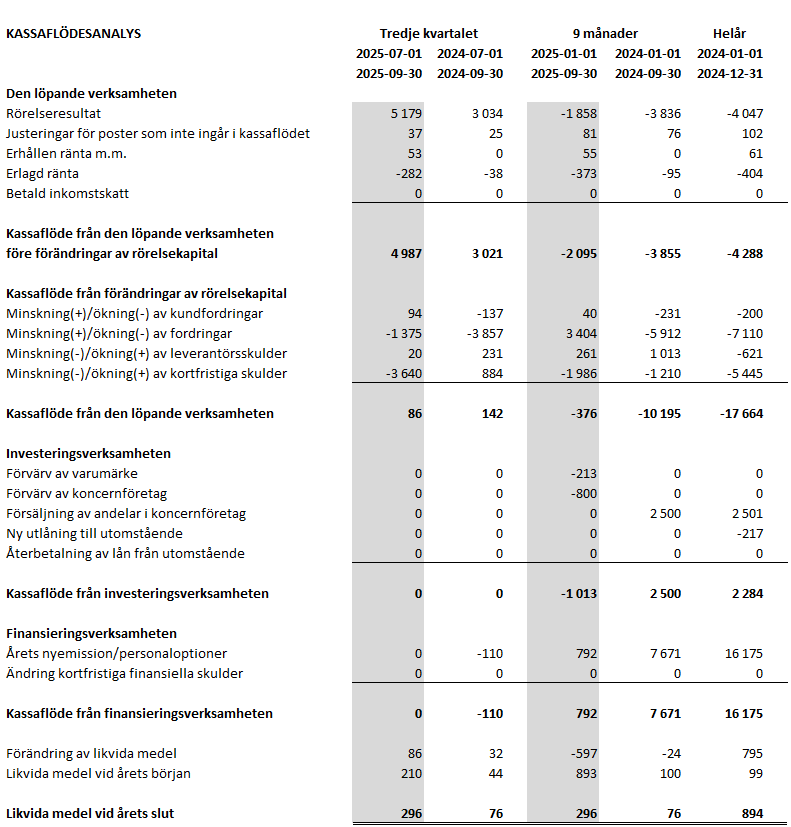 KASSAFLÖDESANALYS Tredje kvartalet 9 månader Helår
2025-07-01 2024-07-01 2025-01-01 2024-01-01 2024-01-01
2025-09-30 2024-09-30 2025-09-30 2024-09-30 2024-12-31
Den löpande verksamheten
Rörelseresultat 5 179 3 034 -1 858 -3 836 -4 047
Justeringar för poster som inte ingår i kassaflödet 37 25 81 76 102
Erhållen ränta m.m. 53 0 55 0 61
Erlagd ränta -282 -38 -373 -95 -404
Betald inkomstskatt 0 0 0 0 0
Kassaflöde från den löpande verksamheten
före förändringar av rörelsekapital 4 987 3 021 -2 095 -3 855 -4 288
Kassaflöde från förändringar av rörelsekapital
Minskning(+)/ökning(-) av kundfordringar 94 -137 40 -231 -200
Minskning(+)/ökning(-) av fordringar -1 375 -3 857 3 404 -5 912 -7 110
Minskning(-)/ökning(+) av leverantörsskulder 20 231 261 1 013 -621
Minskning(-)/ökning(+) av kortfristiga skulder -3 640 884 -1 986 -1 210 -5 445
Kassaflöde från den löpande verksamheten 86 142 -376 -10 195 -17 664
Investeringsverksamheten
Förvärv av varumärke 0 0 -213 0 0
Förvärv av koncernföretag 0 0 -800 0 0
Försäljning av andelar i koncernföretag 0 0 0 2 500 2 501
Ny utlåning till utomstående 0 0 0 0 -217
Återbetalning av lån från utomstående 0 0 0 0 0
Kassaflöde från investeringsverksamheten 0 0 -1 013 2 500 2 284
Finansieringsverksamheten
Årets nyemission/personaloptioner 0 -110 792 7 671 16 175
Ändring kortfristiga finansiella skulder 0 0 0 0 0
Kassaflöde från finansieringsverksamheten 0 -110 792 7 671 16 175
Förändring av likvida medel 86 32 -597 -24 795
Likvida medel vid årets början 210 44 893 100 99
Likvida medel vid årets slut 296 76 296 76 894